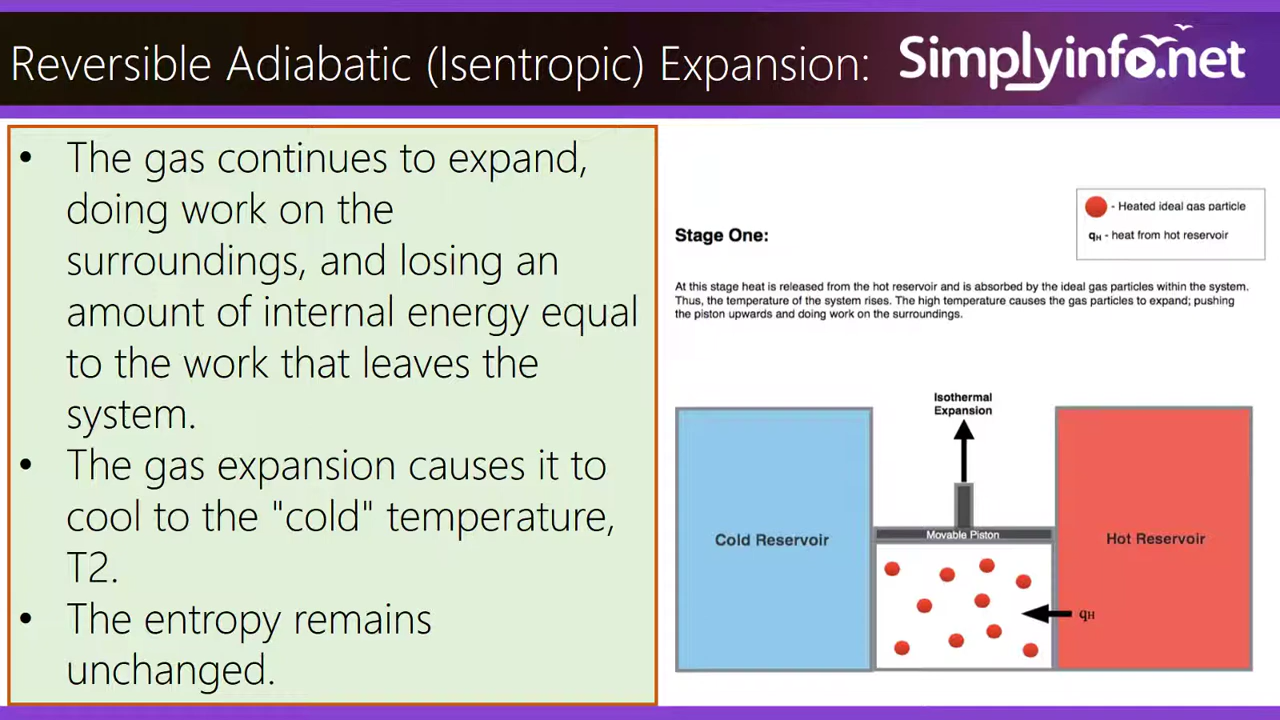 Reversible Adiabatic (Isentropic) Expansion:
Simplyinfo.net
• The gas continues to expand,
doing work on the
surroundings, and losing an
amount of internal energy equal
to the work that leaves the
system.
• The gas expansion causes it to
cool to the "cold" temperature,
T2.
• The entropy remains
unchanged.
- Heated ideal gas particle
qH - heat from hot reservoir
Stage One:
At this stage heat is released from the hot reservoir and is absorbed by the ideal gas particles within the system.
Thus, the temperature of the system rises. The high temperature causes the gas particles to expand; pushing
the piston upwards and doing work on the surroundings.
Isothermal
Expansion
Cold Reservoir
Movable Piston
Hot Reservoir
qH